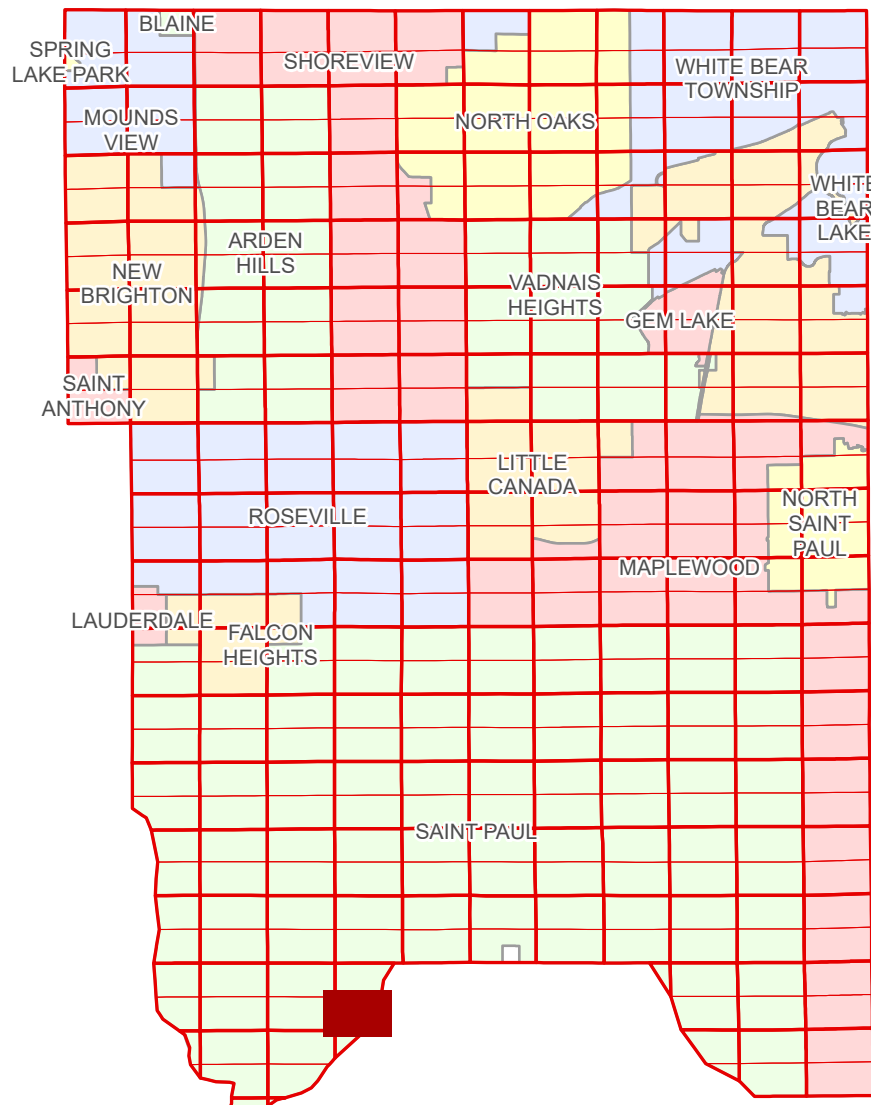 BLAINE
SPRING
LAKE PARK
SHOREVIEW
WHITE BEAR
TOWNSHIP
MOUNDS
VIEW
NORTH OAKS
WHITE
BEAR
LAKE
ARDEN
HILLS
NEW
BRIGHTON
VADNAIS
HEIGHTS
GEM LAKE
SAINT
ANTHONY
LITTLE
CANADA
ROSEVILLE
NORTH
SAINT
PAUL
MAPLEWOOD
LAUDERDALE
FALCON
HEIGHTS
SAINT PAUL